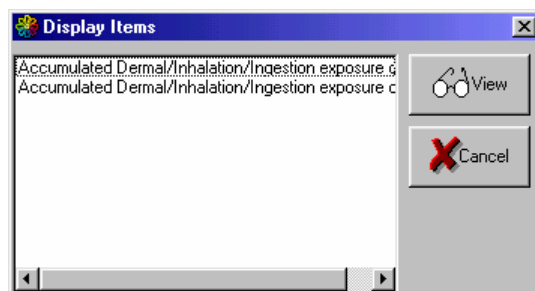 Display Items
Accumulated Dermal/Inhalation/Ingestion exposure
Accumulated Dermal/Inhalation/Ingestion exposure
View
Cancel